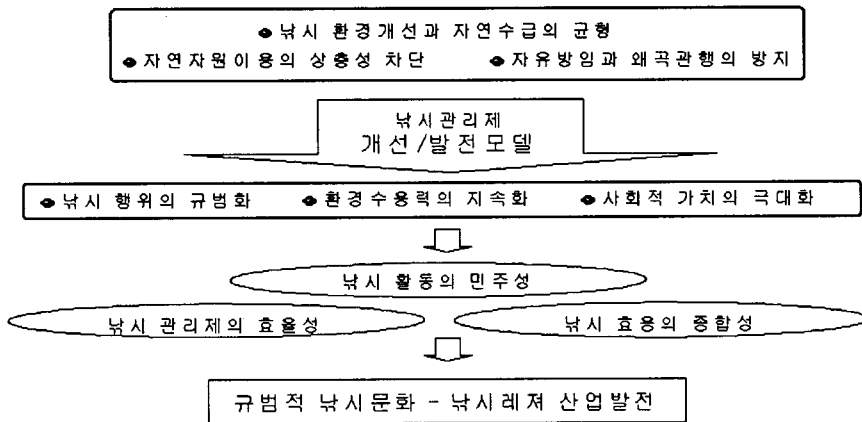 ● 낚시 환경개선과 자연수급의 균형
● 자연자원이용의 상충성 차단 ● 자유방임과 왜곡관행의 방지
낚시관리제
개선/발전모델
● 낚시 행위의 규범화 ● 환경수용력의 지속화 ● 사회적 가치의 극대화
낚시 활동의 민주성
낚시 관리제의 효율성 낚시 효용의 종합성
규범적 낚시문화 - 낚시레져 산업발전